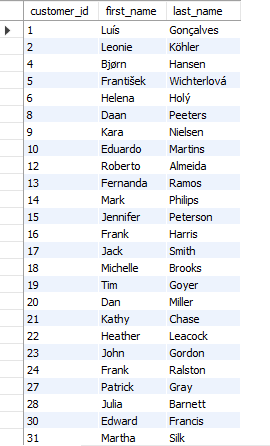 customer_id first_name last_name
1 Luís Gonçalves
2 Leonie Köhler
4 Bjørn Hansen
5 František Wichterlová
6 Helena Holý
8 Daan Peeters
9 Kara Nielsen
10 Eduardo Martins
12 Roberto Almeida
13 Fernanda Ramos
14 Mark Philips
15 Jennifer Peterson
16 Frank Harris
17 Jack Smith
18 Michelle Brooks
19 Tim Goyer
20 Dan Miller
21 Kathy Chase
22 Heather Leacock
23 John Gordon
24 Frank Ralston
27 Patrick Gray
28 Julia Barnett
30 Edward Francis
31 Martha Silk